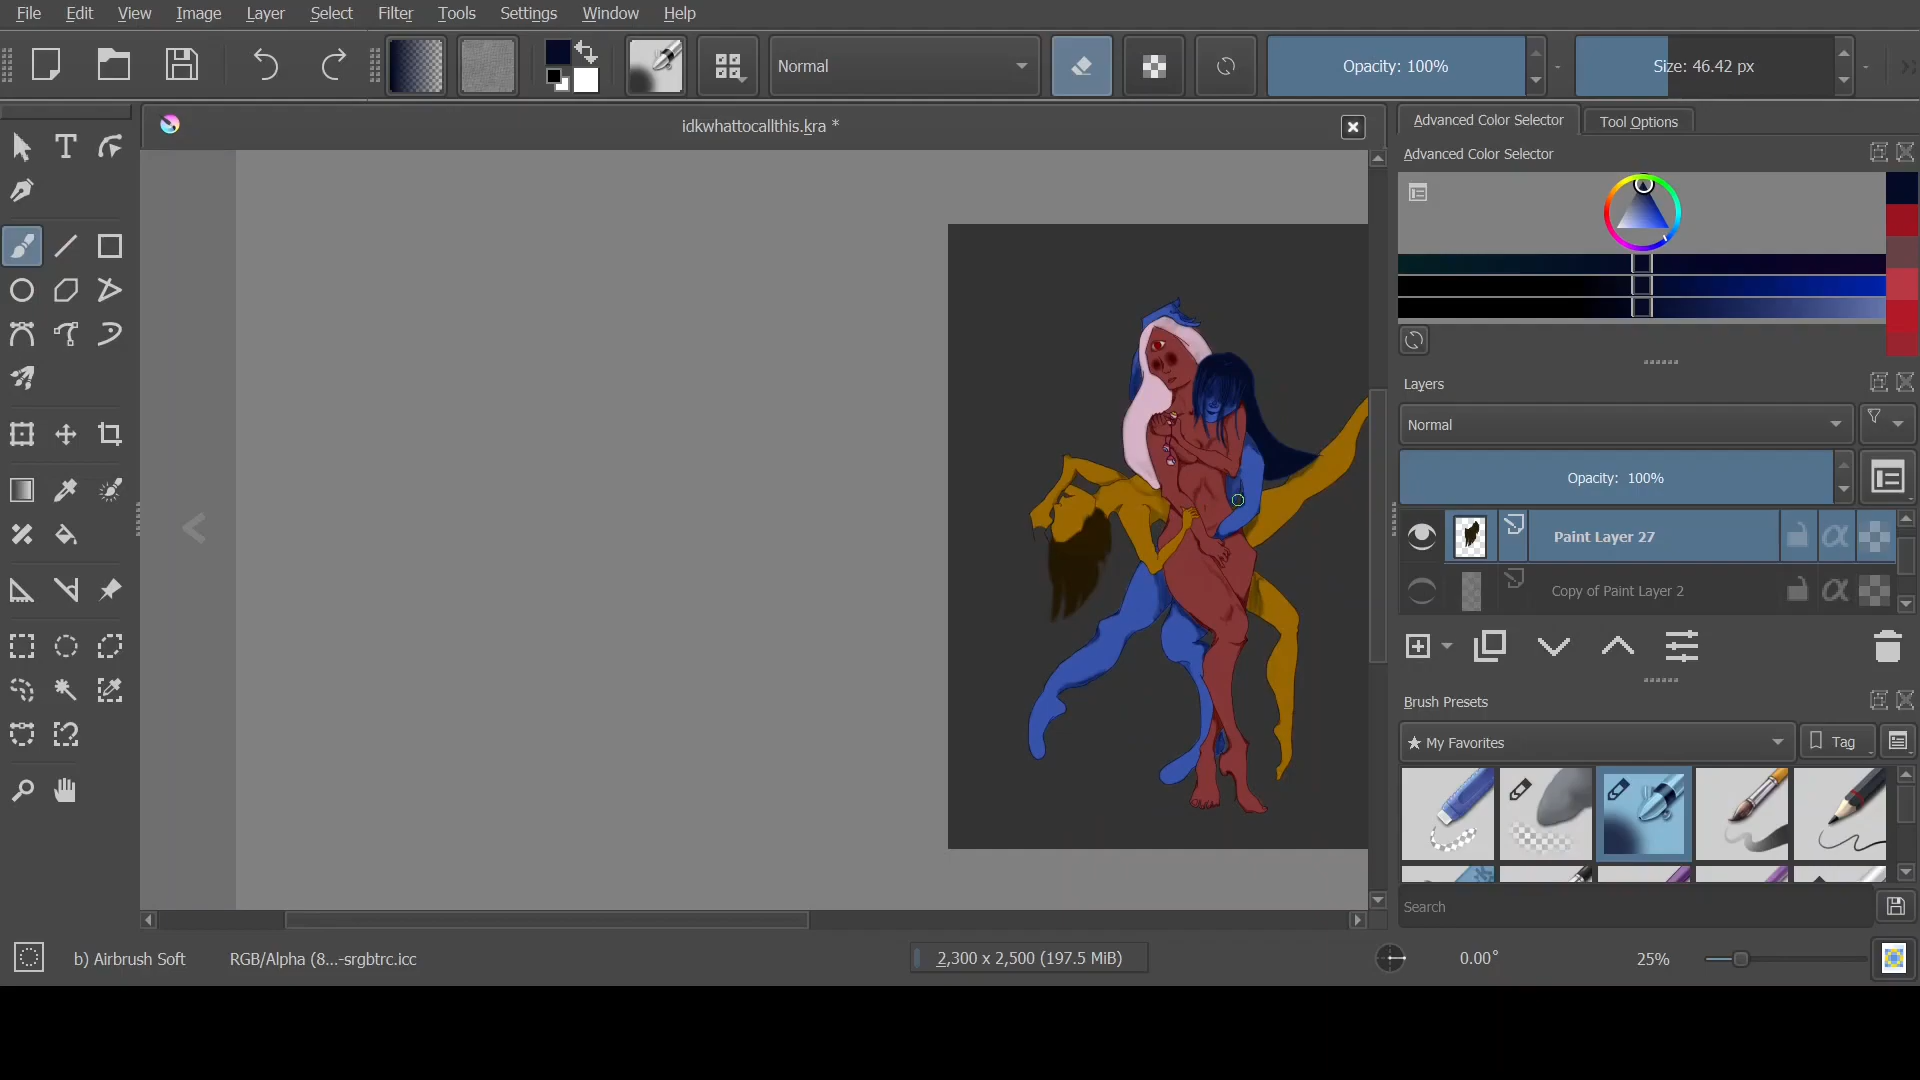 File Edit View Image Layer Select Filter Tools Settings Window Help
Normal
Opacity: 100%
Size: 46.42 px
idkwhattocallthis.kra *
Advanced Color Selector
Tool Options
Advanced Color Selector
Layers
Normal
Opacity: 100%
Paint Layer 27
Copy of Paint Layer 2
Brush Presets
★ My Favorites
Tag
Search
b) Airbrush Soft
RGB/Alpha (8...-srgbtrc.icc
2,300 x 2,500 (197.5 MiB)
0.00°
25%